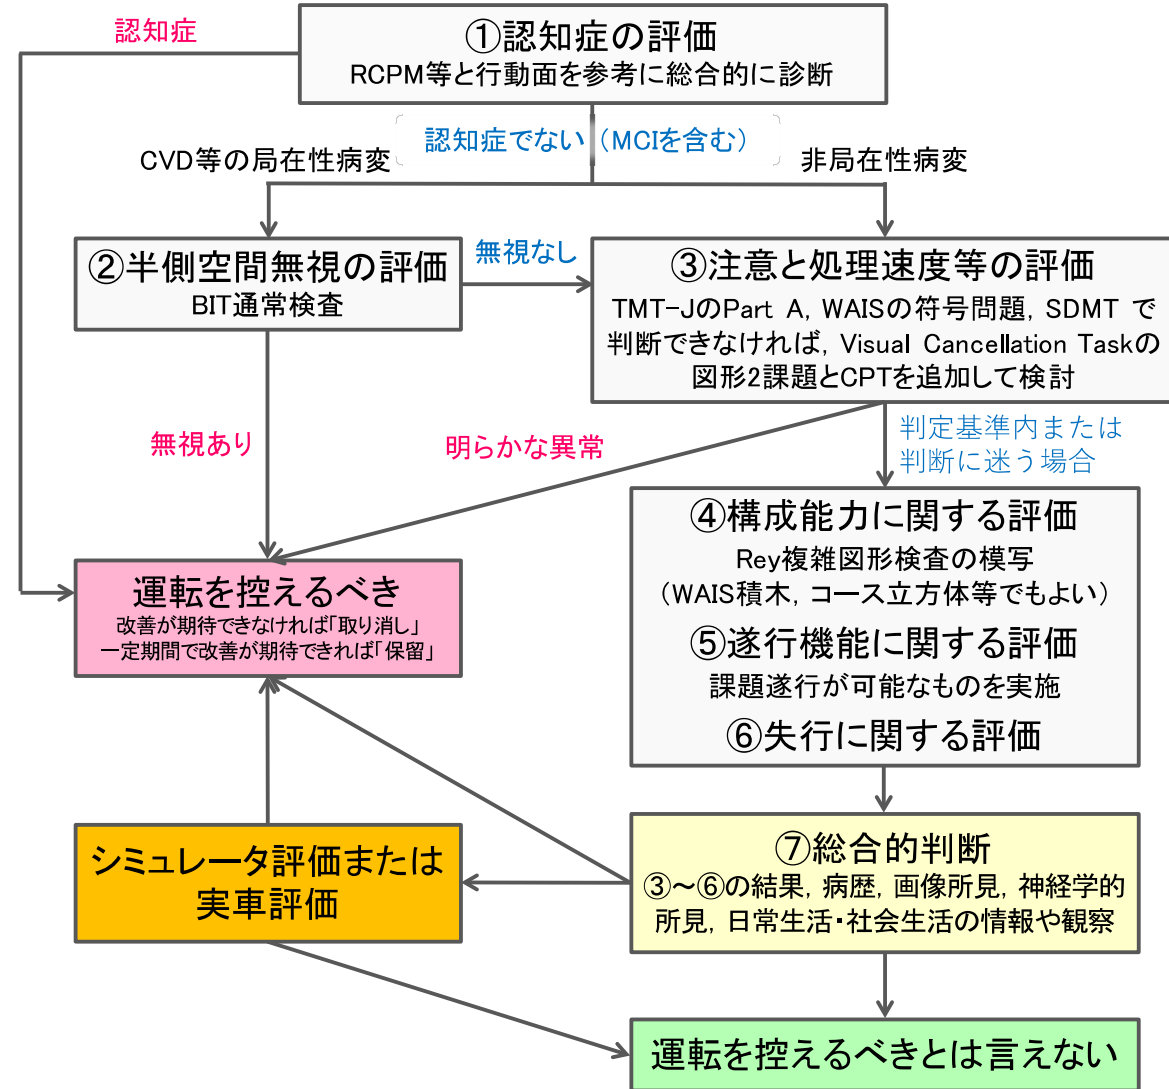 認知症
①認知症の評価
RCPM等と行動面を参考に総合的に診断
認知症でない（MCIを含む）
CVD等の局在性病変
非局在性病変
②半側空間無視の評価
BIT通常検査
無視なし
③注意と処理速度等の評価
TMT-JのPart A, WAISの符号問題, SDMT で
判断できなければ, Visual Cancellation Taskの
図形2課題とCPTを追加して検討
無視あり
明らかな異常
判定基準内または
判断に迷う場合
④構成能力に関する評価
Rey複雑図形検査の模写
（WAIS積木, コース立方体等でもよい）
⑤遂行機能に関する評価
課題遂行が可能なものを実施
⑥失行に関する評価
運転を控えるべき
改善が期待できなければ「取り消し」
一定期間で改善が期待できれば「保留」
シミュレータ評価または
実車評価
⑦総合的判断
③～⑥の結果, 病歴, 画像所見, 神経学的
所見, 日常生活・社会生活の情報や観察
運転を控えるべきとは言えない